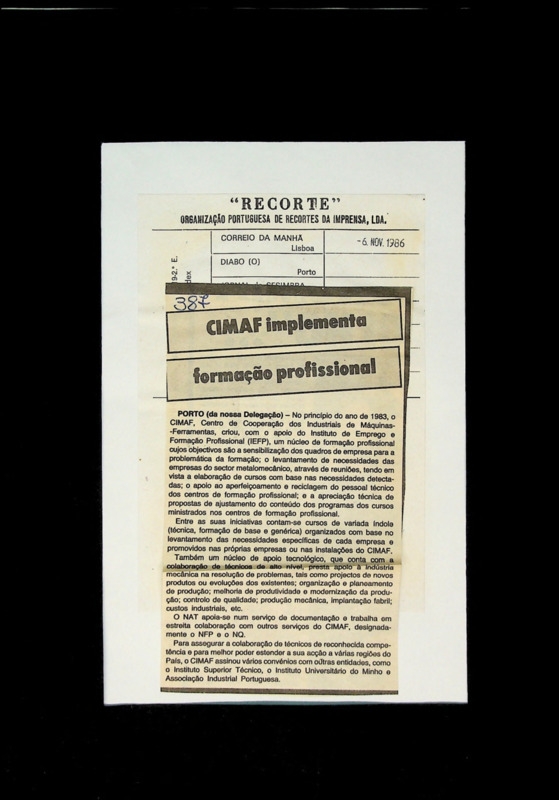 “RECORTE”
ORGANIZAÇÃO PORTUGUESA DE RECORTES DA IMPRENSA, LDA.
CORREIO DA MANHÃ
Lisboa
-6. NOV. 1986
DIABO (O)
Porto
387
CIMAF implementa
formação profissional
PORTO (da nossa Delegação) – No princípio do ano de 1983, o
CIMAF, Centro de Cooperação dos Industriais de Máquinas-
-Ferramentas, criou, com o apoio do Instituto de Emprego e
Formação Profissional (IEFP), um núcleo de formação profissional
cujos objectivos são a sensibilização dos quadros de empresa para a
problemática da formação; o levantamento de necessidades das
empresas do sector metalomecânico, através de reuniões, tendo em
vista a elaboração de cursos com base nas necessidades detecta-
das; o apoio ao aperfeiçoamento e reciclagem do pessoal técnico
dos centros de formação profissional; e a apreciação técnica de
propostas de ajustamento do conteúdo dos programas dos cursos
ministrados nos centros de formação profissional.
Entre as suas iniciativas contam-se cursos de variada índole
(técnica, formação de base e genérica) organizados com base no
levantamento das necessidades específicas de cada empresa e
promovidos nas próprias empresas ou nas instalações do CIMAF.
Também um núcleo de apoio tecnológico, que conta com a
colaboração de técnicos de alto nível, presta apoio à indústria
mecânica na resolução de problemas, tais como projectos de novos
produtos ou evoluções dos existentes; organização e planeamento
de produção; melhoria de produtividade e modernização da produ-
ção; controlo de qualidade; produção mecânica, implantação fabril;
custos industriais, etc.
O NAT apoia-se num serviço de documentação e trabalha em
estreita colaboração com outros serviços do CIMAF, designada-
mente o NFP e o NQ.
Para assegurar a colaboração de técnicos de reconhecida compe-
tência e para melhor poder estender a sua acção a várias regiões do
País, o CIMAF assinou vários convénios com outras entidades, como
o Instituto Superior Técnico, o Instituto Universitário do Minho e
Associação Industrial Portuguesa.